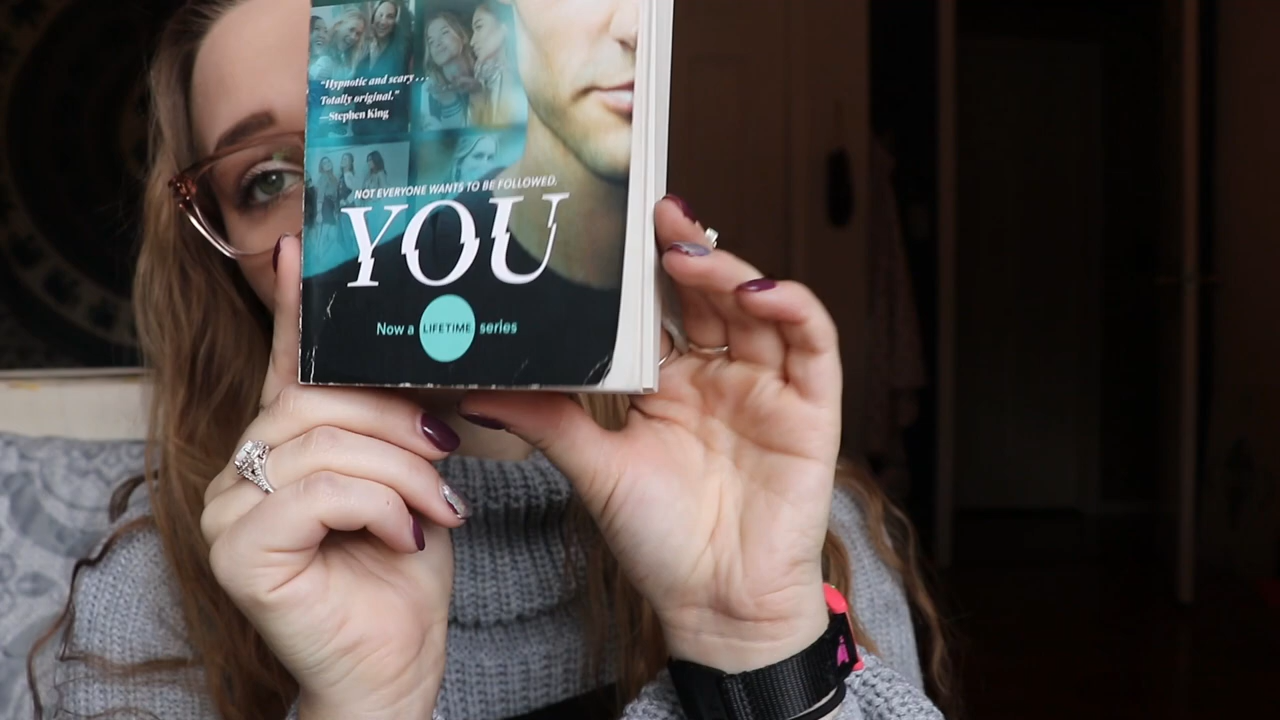 “Hypnotic and scary...
Totally original.”
—Stephen King
NOT EVERYONE WANTS TO BE FOLLOWED.
YOU
Now a LIFETIME series